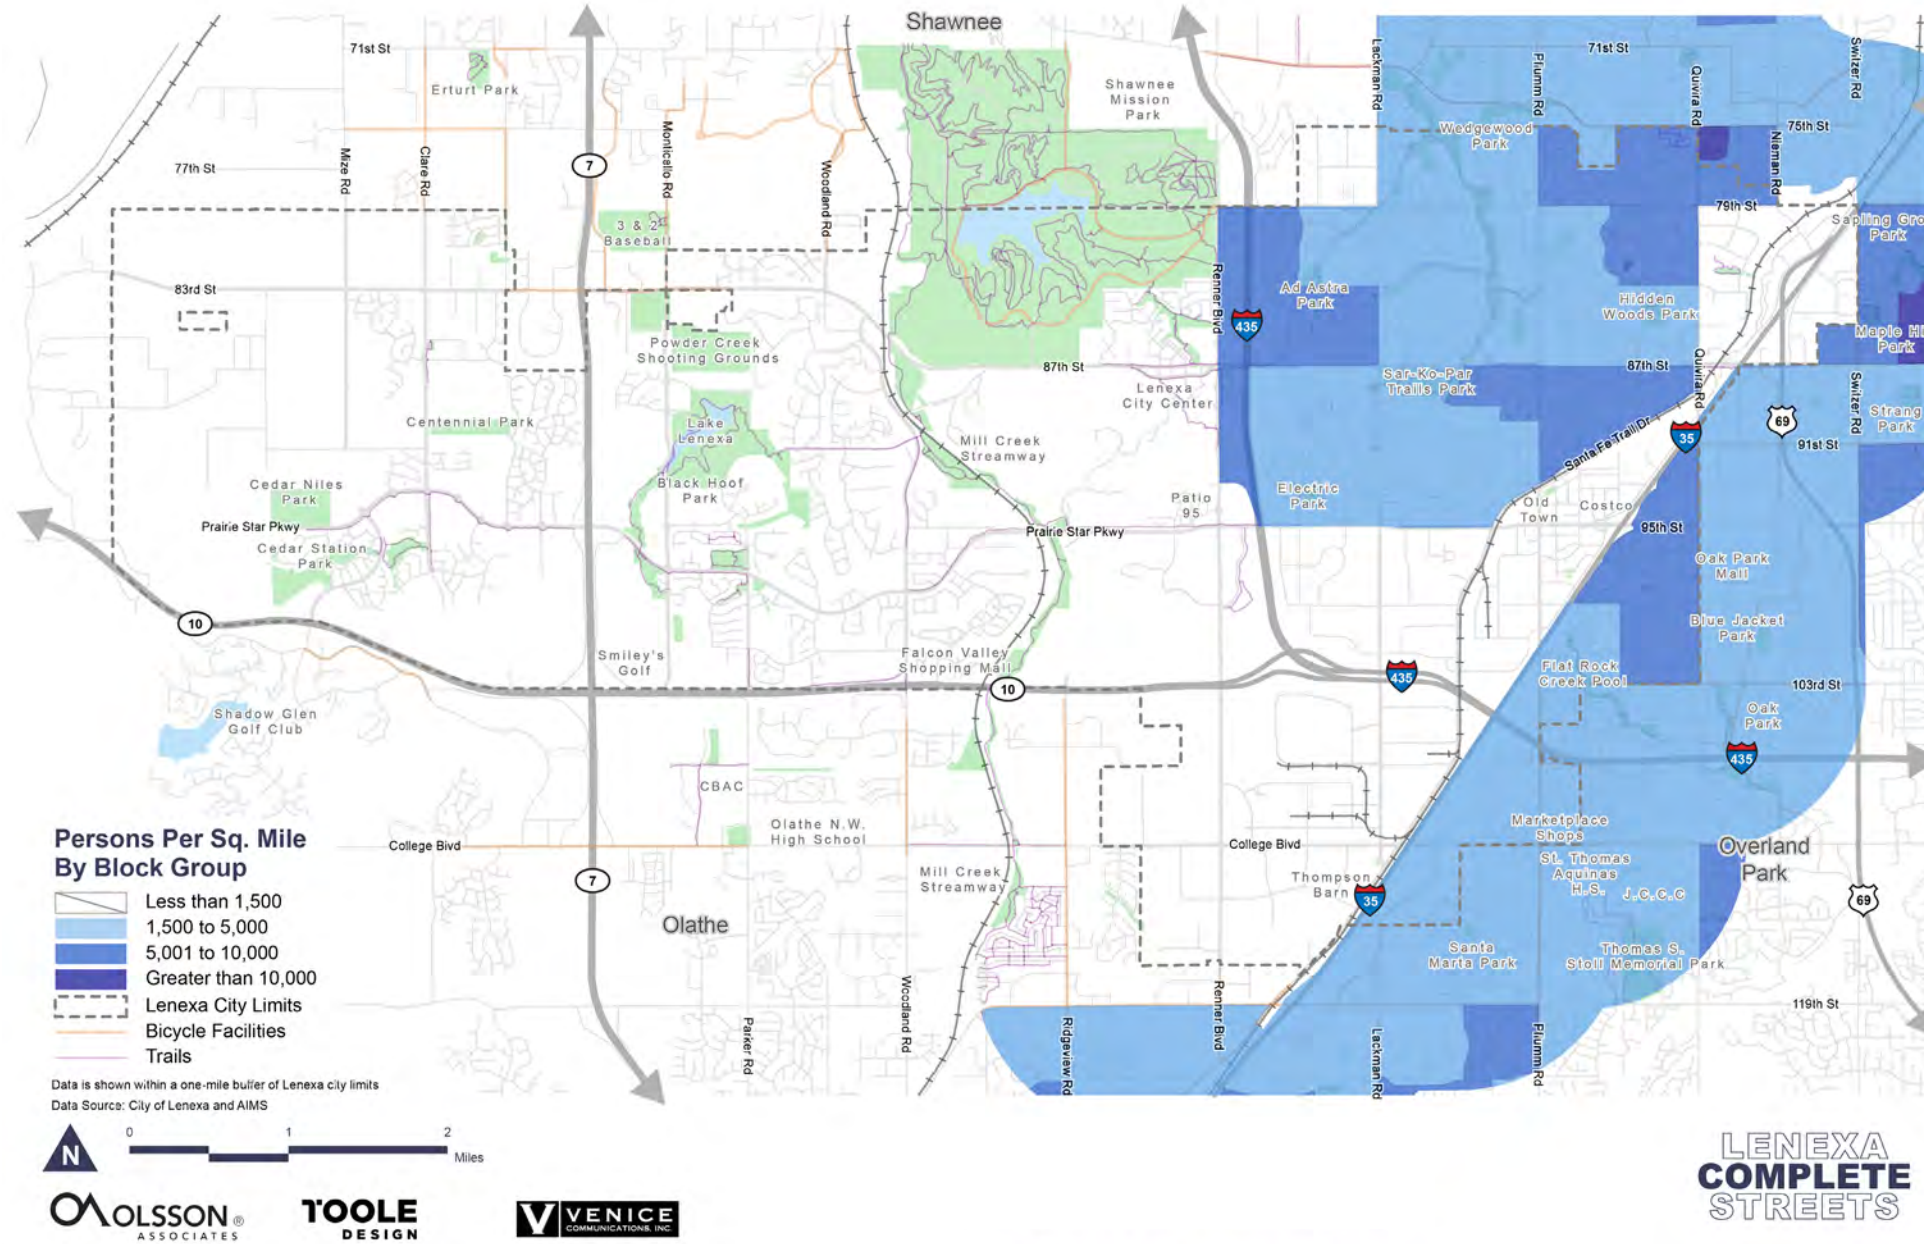 Shawnee
71st St
71st St
Lackman Rd
Pflumm Rd
Quivira Rd
Switzer Rd
Erfurt Park
Shawnee
Mission
Park
Wedgewood
Park
75th St
Mize Rd
Clare Rd
Monticello Rd
Woodland Rd
Nieman Rd
77th St
7
79th St
3 & 2
Baseball
Sapling Gro
Park
83rd St
Renner Blvd
Ad Astra
Park
Hidden
Woods Park
435
Powder Creek
Shooting Grounds
Maple Hi
Park
87th St
87th St
Lenexa
City Center
Sar-Ko-Par
Trails Park
Quivira Rd
Switzer Rd
Centennial Park
Lake
Lenexa
Mill Creek
Streamway
Santa Fe Trail Dr
35
69
Strang
Park
91st St
Cedar Niles
Park
Black Hoof
Park
Patio
95
Electric
Park
Old
Town
Costco
Prairie Star Pkwy
Prairie Star Pkwy
95th St
Cedar Station
Park
Oak Park
Mall
10
Blue Jacket
Park
Smiley's
Golf
Falcon Valley
Shopping Mall
10
435
Flat Rock
Creek Pool
103rd St
Shadow Glen
Golf Club
Oak
Park
435
CBAC
Olathe N.W.
High School
College Blvd
College Blvd
Marketplace
Shops
Overland
Park
St. Thomas
Aquinas
H.S.
J.C.C.C
7
Mill Creek
Streamway
Thompson
Barn
35
69
Olathe
Santa
Marta Park
Thomas S.
Stoll Memorial Park
119th St
Parker Rd
Woodland Rd
Ridgeview Rd
Renner Blvd
Lackman Rd
Pflumm Rd
Persons Per Sq. Mile
By Block Group
Less than 1,500
1,500 to 5,000
5,001 to 10,000
Greater than 10,000
Lenexa City Limits
Bicycle Facilities
Trails
Data is shown within a one-mile buffer of Lenexa city limits
Data Source: City of Lenexa and AIMS
N
0 1 2
Miles
OLSSON ®
ASSOCIATES
TOOLE
DESIGN
V VENICE
COMMUNICATIONS, INC.
LENEXA
COMPLETE
STREETS